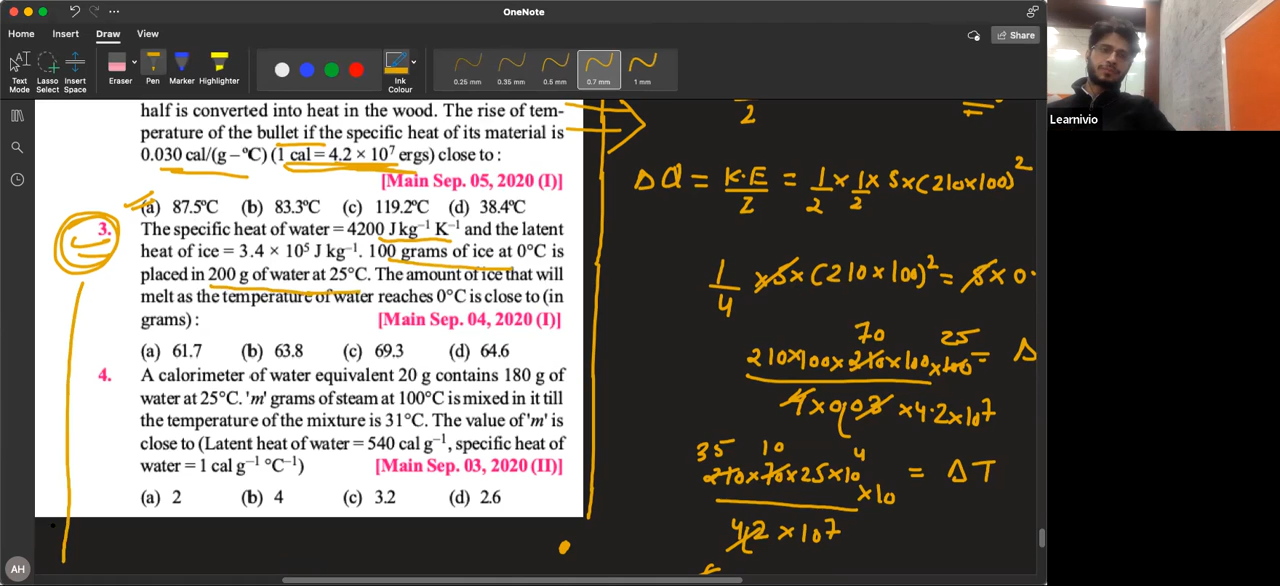 OneNote
Home Insert Draw View
Share
Text Mode
Lasso Select
Insert Space
Eraser
Pen
Marker
Highlighter
Ink Colour
0.25 mm
0.35 mm
0.5 mm
0.7 mm
1 mm
Learnivio
half is converted into heat in the wood. The rise of tem-
perature of the bullet if the specific heat of its material is
0.030 cal/(g – °C) (1 cal = 4.2 × 10⁷ ergs) close to :
[Main Sep. 05, 2020 (I)]
(a) 87.5°C (b) 83.3°C (c) 119.2°C (d) 38.4°C
3. The specific heat of water = 4200 J kg⁻¹ K⁻¹ and the latent
heat of ice = 3.4 × 10⁵ J kg⁻¹. 100 grams of ice at 0°C is
placed in 200 g of water at 25°C. The amount of ice that will
melt as the temperature of water reaches 0°C is close to (in
grams) : [Main Sep. 04, 2020 (I)]
(a) 61.7 (b) 63.8 (c) 69.3 (d) 64.6
4. A calorimeter of water equivalent 20 g contains 180 g of
water at 25°C. 'm' grams of steam at 100°C is mixed in it till
the temperature of the mixture is 31°C. The value of 'm' is
close to (Latent heat of water = 540 cal g⁻¹, specific heat of
water = 1 cal g⁻¹ °C⁻¹) [Main Sep. 03, 2020 (II)]
(a) 2 (b) 4 (c) 3.2 (d) 2.6
2
ΔQ = K.E/2 = 1/2 × 1/2 × 5 × (210×100)²
1/4 × 5 × (210 × 100)² = 5 × 0.
70 25
210×100× 210×100 ×100 = Δ
4 × 0.03 × 4.2 × 10⁷
35 10 4
210×70×25×10 ×10 = ΔT
4.2 × 10⁷
AH